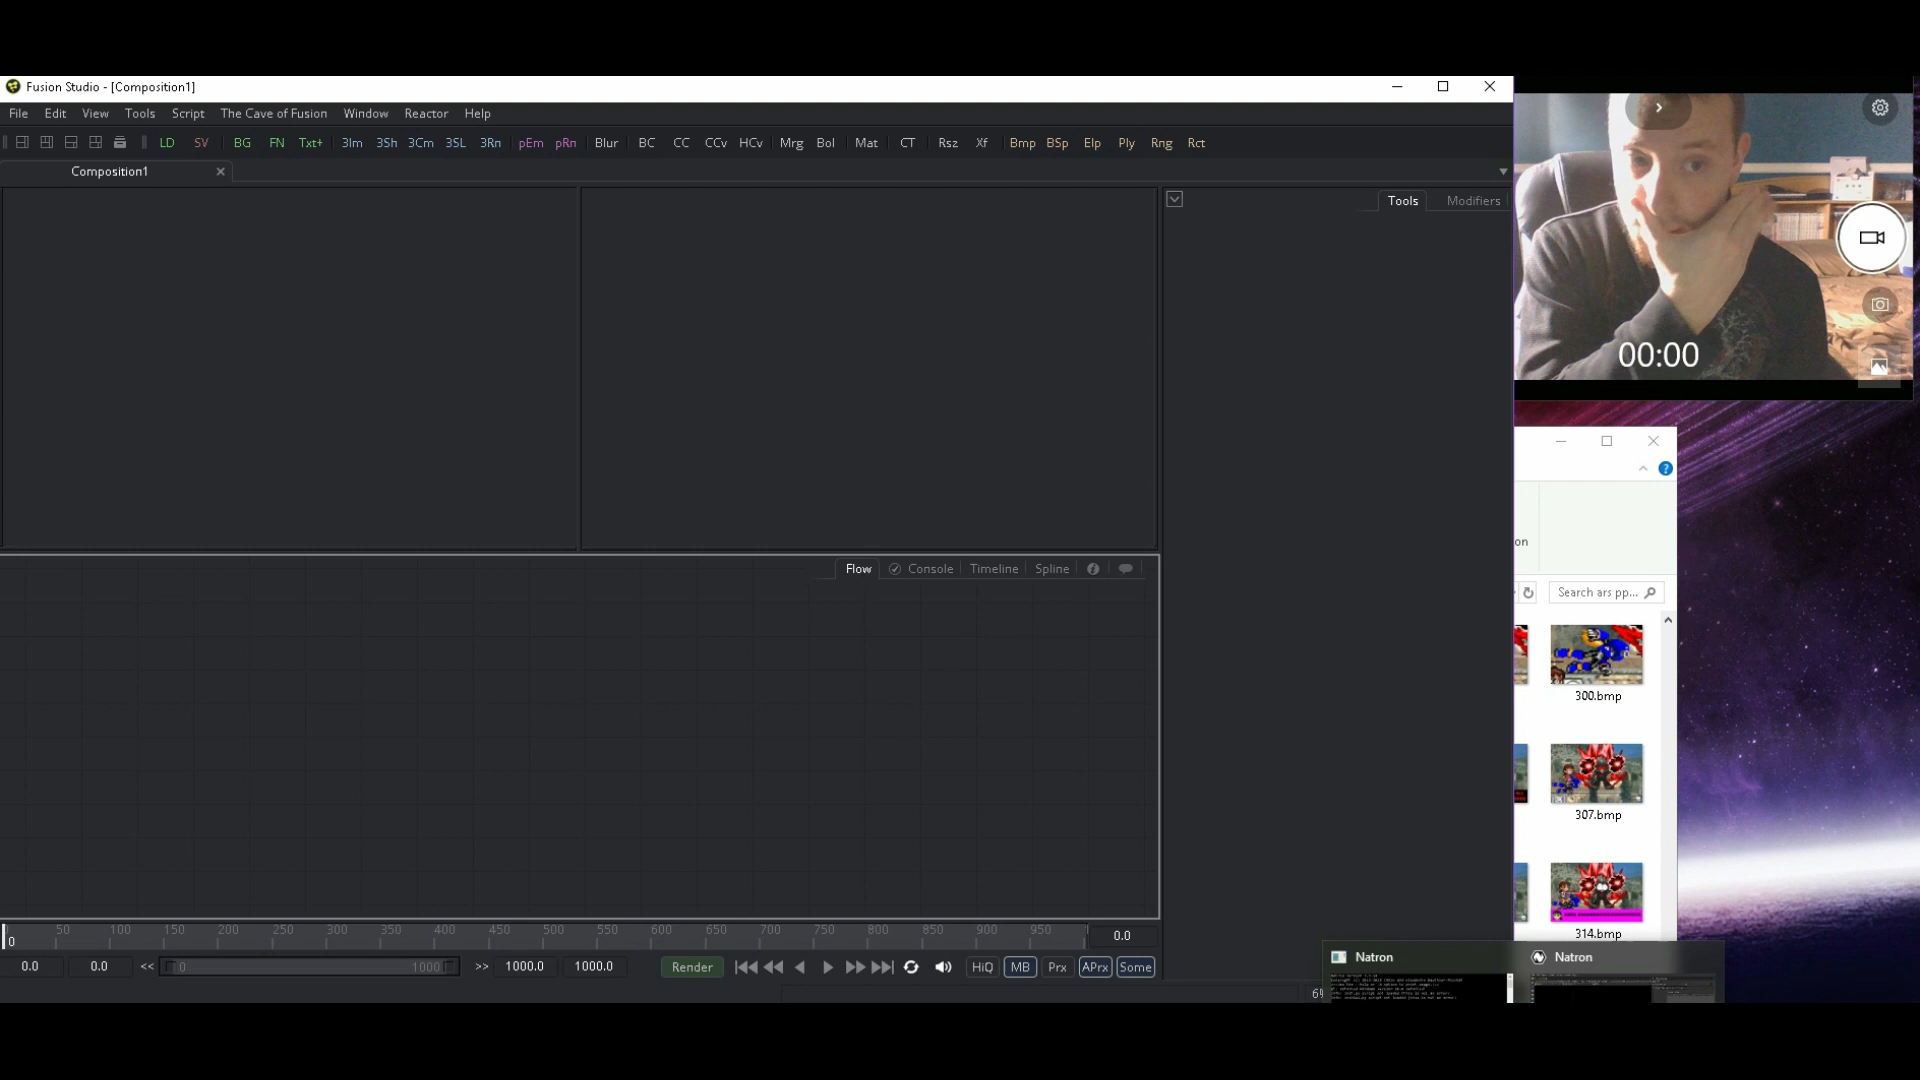 Fusion Studio - [Composition1]
File Edit View Tools Script The Cave of Fusion Window Reactor Help
LD SV BG FN Txt+ 3Im 3Sh 3Cm 3SL 3Rn pEm pRn Blur BC CC CCv HCv Mrg Bol Mat CT Rsz Xf Bmp BSp Elp Ply Rng Rct
Composition1
Tools Modifiers
00:00
on
Search ars pp...
300.bmp
307.bmp
314.bmp
Flow Console Timeline Spline
0 50 100 150 200 250 300 350 400 450 500 550 600 650 700 750 800 850 900 950 0.0
0.0 0.0 << 0 1000 >> 1000.0 1000.0 Render HiQ MB Prx APrx Some
Natron Natron